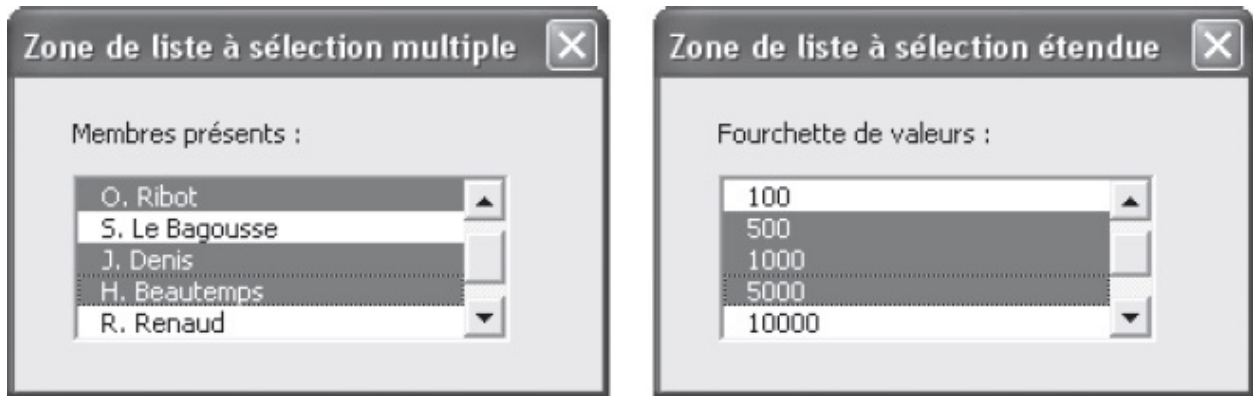 Zone de liste à sélection multiple
Membres présents :
O. Ribot
S. Le Bagousse
J. Denis
H. Beautemps
R. Renaud
Zone de liste à sélection étendue
Fourchette de valeurs :
100
500
1000
5000
10000